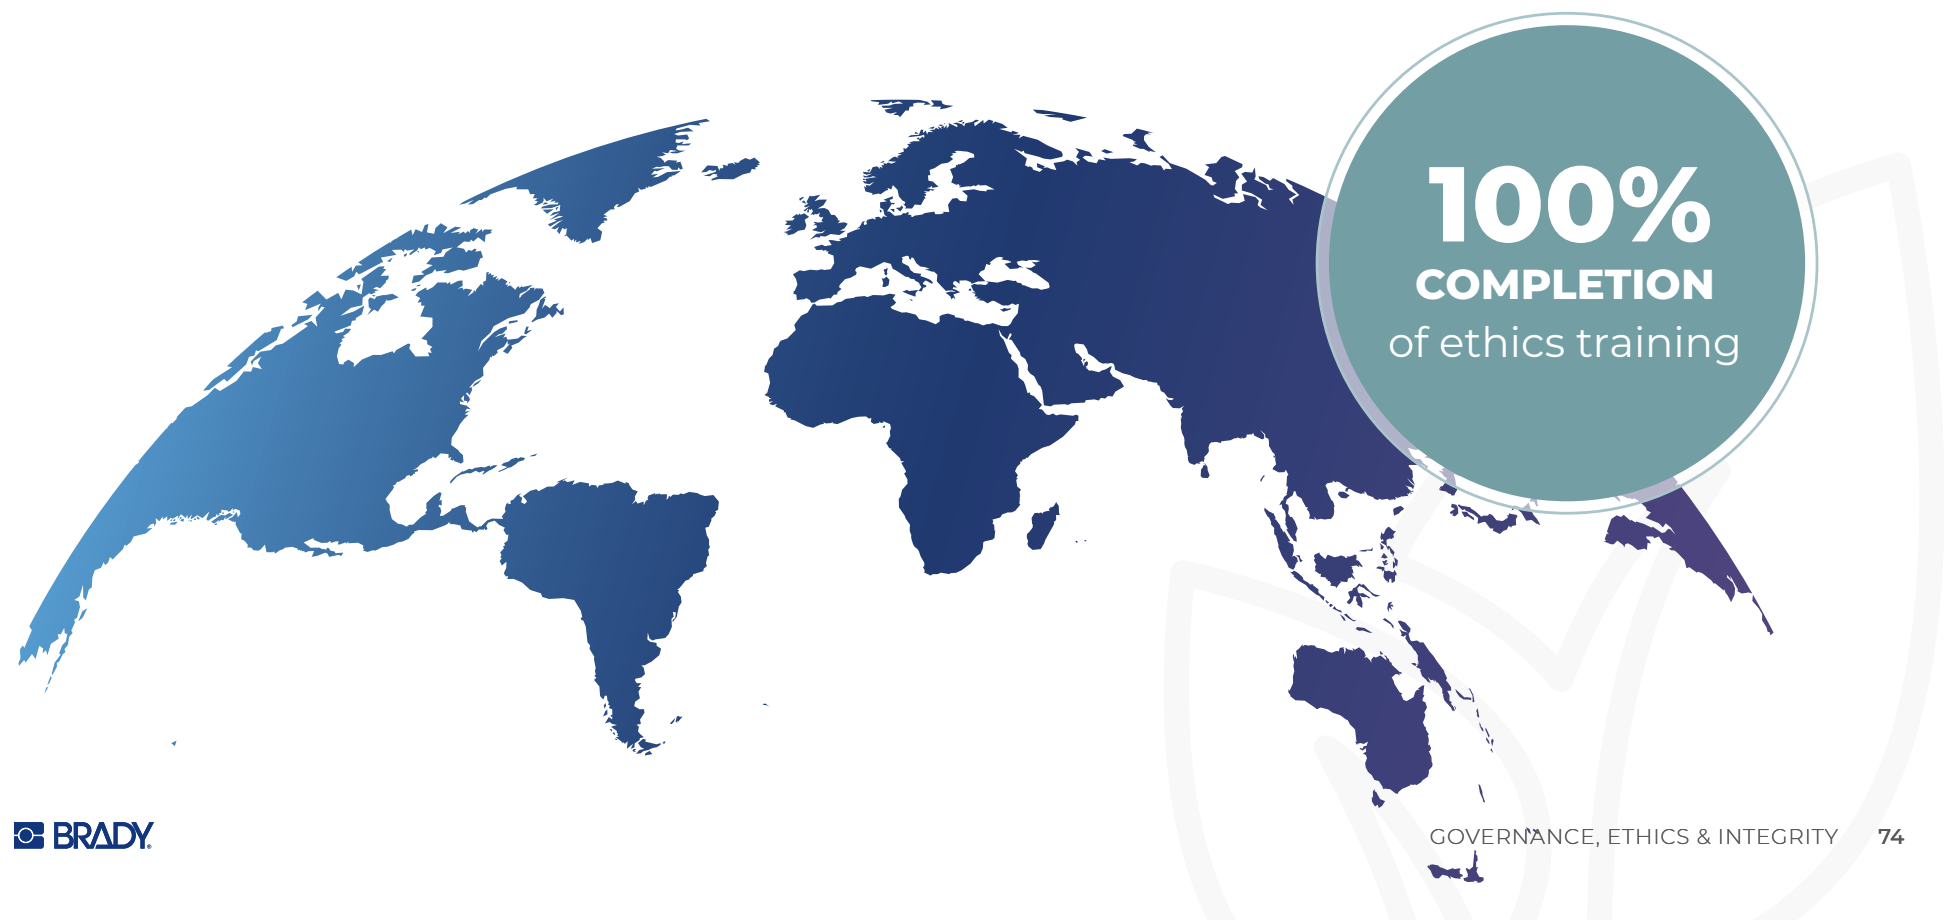 100%
COMPLETION
of ethics training
BRADY®
GOVERNANCE, ETHICS & INTEGRITY 74